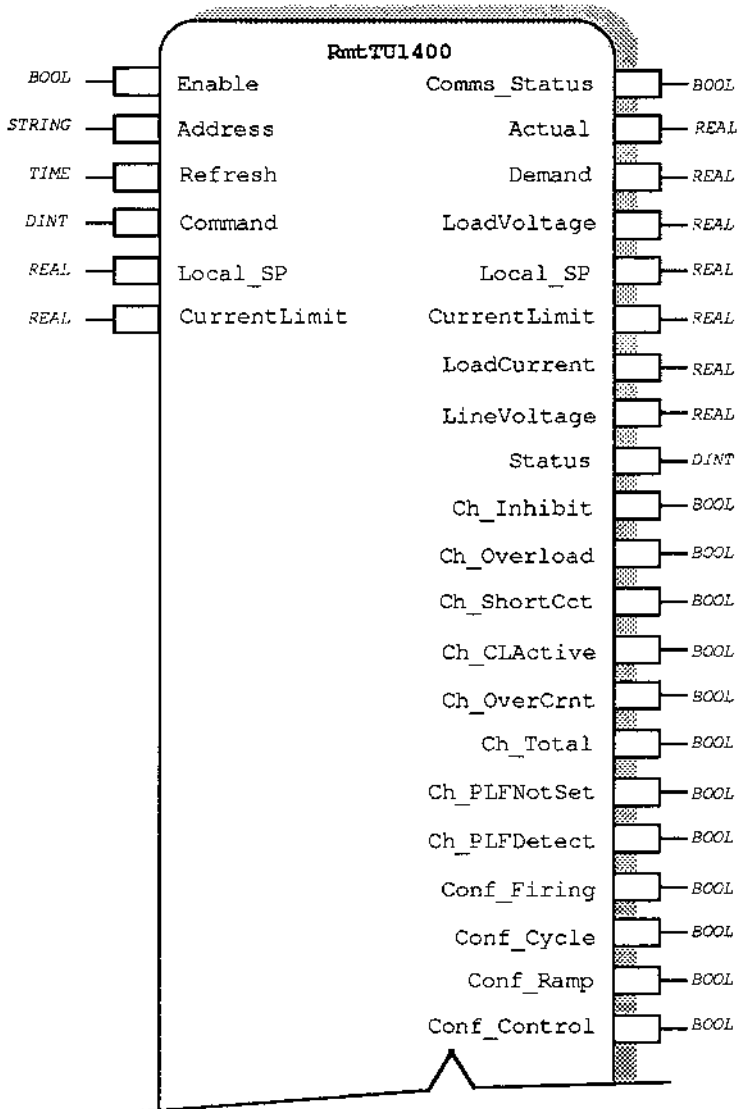 RmtTU1400
BOOL Enable Comms_Status BOOL
STRING Address Actual REAL
TIME Refresh Demand REAL
DINT Command LoadVoltage REAL
REAL Local_SP Local_SP REAL
REAL CurrentLimit CurrentLimit REAL
LoadCurrent REAL
LineVoltage REAL
Status DINT
Ch_Inhibit BOOL
Ch_Overload BOOL
Ch_ShortCct BOOL
Ch_CLActive BOOL
Ch_OverCrnt BOOL
Ch_Total BOOL
Ch_PLFNotSet BOOL
Ch_PLFDetect BOOL
Conf_Firing BOOL
Conf_Cycle BOOL
Conf_Ramp BOOL
Conf_Control BOOL